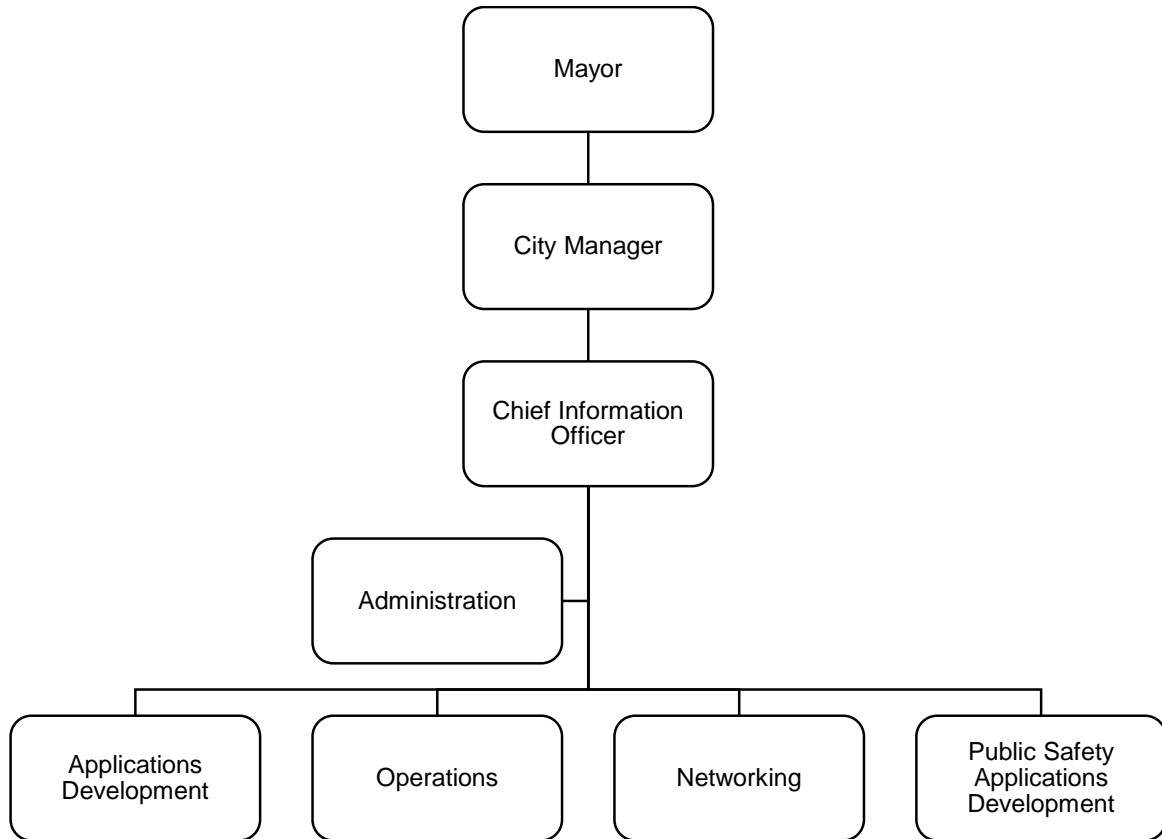 Mayor
City Manager
Chief Information
Officer
Administration
Applications
Development
Operations
Networking
Public Safety
Applications
Development